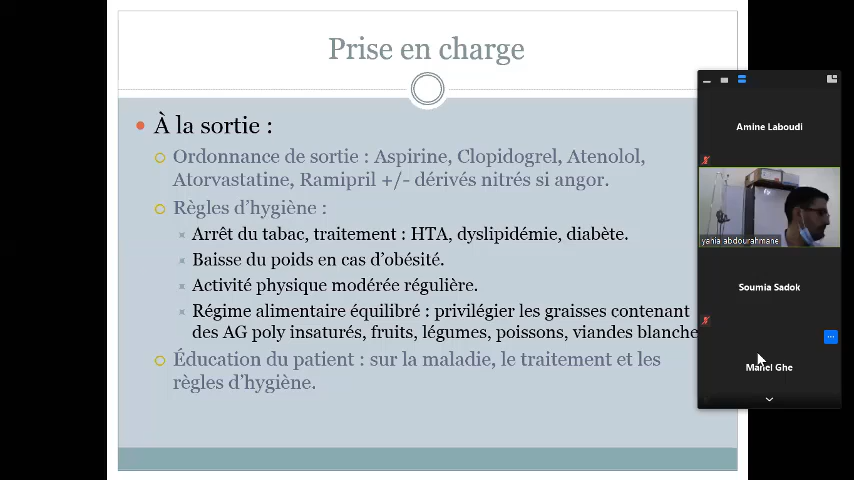 Prise en charge
À la sortie :
Ordonnance de sortie : Aspirine, Clopidogrel, Atenolol,
Atorvastatine, Ramipril +/- dérivés nitrés si angor.
Règles d'hygiène :
Arrêt du tabac, traitement : HTA, dyslipidémie, diabète.
Baisse du poids en cas d'obésité.
Activité physique modérée régulière.
Régime alimentaire équilibré : privilégier les graisses contenant
des AG poly insaturés, fruits, légumes, poissons, viandes blanche
Éducation du patient : sur la maladie, le traitement et les
règles d'hygiène.
Amine Laboudi
yahia abdourahmane
Soumia Sadok
Manel Ghe